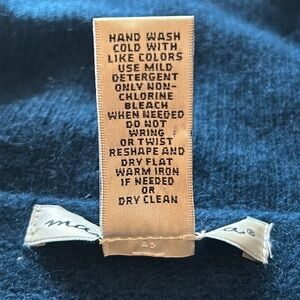 HAND WASH
COLD WITH
LIKE COLORS
USE MILD
DETERGENT
ONLY NON-
CHLORINE
BLEACH
WHEN NEEDED
DO NOT
WRING
OR TWIST
RESHAPE AND
DRY FLAT
WARM IRON
IF NEEDED
OR
DRY CLEAN